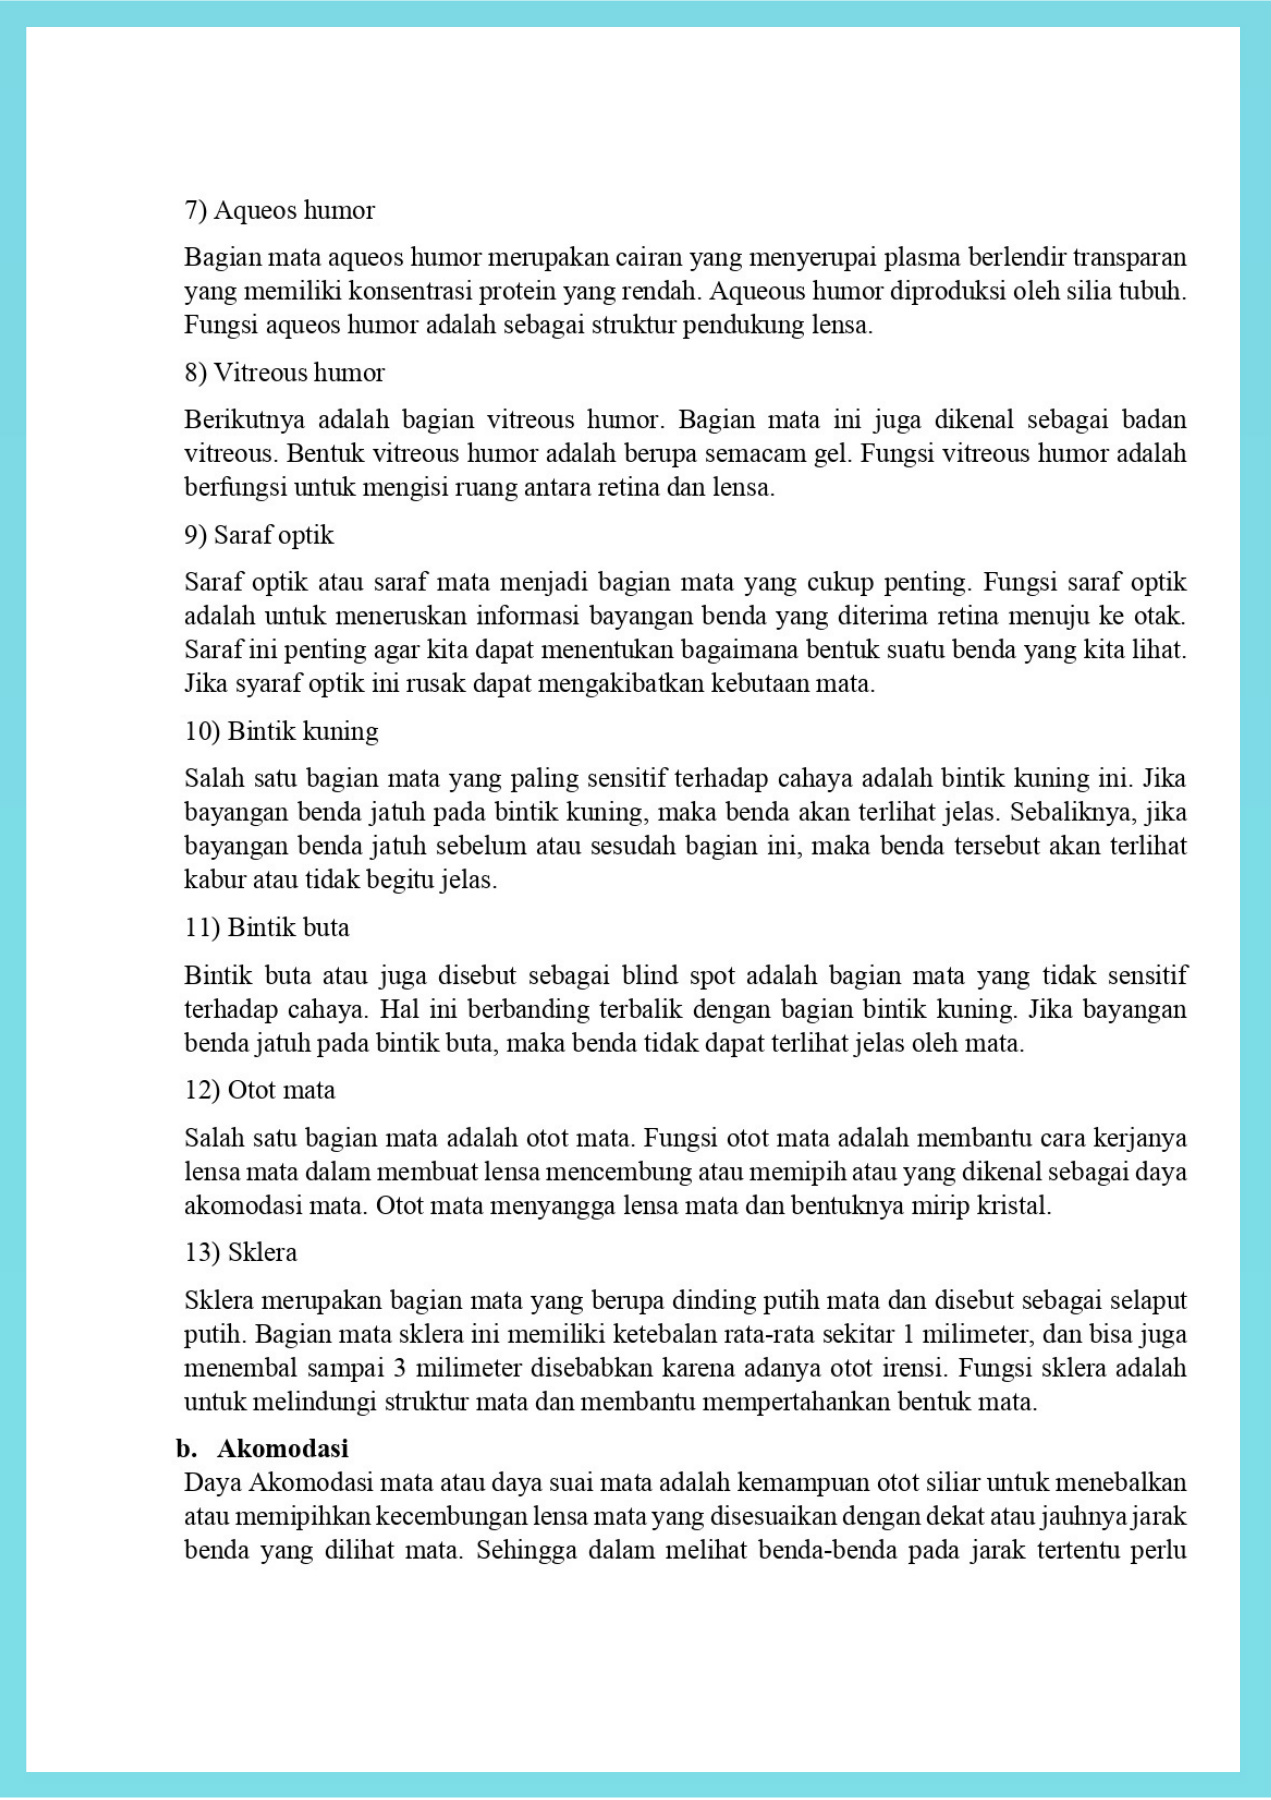 7) Aqueos humor
Bagian mata aqueos humor merupakan cairan yang menyerupai plasma berlendir transparan
yang memiliki konsentrasi protein yang rendah. Aqueous humor diproduksi oleh silia tubuh.
Fungsi aqueos humor adalah sebagai struktur pendukung lensa.
8) Vitreous humor
Berikutnya adalah bagian vitreous humor. Bagian mata ini juga dikenal sebagai badan
vitreous. Bentuk vitreous humor adalah berupa semacam gel. Fungsi vitreous humor adalah
berfungsi untuk mengisi ruang antara retina dan lensa.
9) Saraf optik
Saraf optik atau saraf mata menjadi bagian mata yang cukup penting. Fungsi saraf optik
adalah untuk meneruskan informasi bayangan benda yang diterima retina menuju ke otak.
Saraf ini penting agar kita dapat menentukan bagaimana bentuk suatu benda yang kita lihat.
Jika syaraf optik ini rusak dapat mengakibatkan kebutaan mata.
10) Bintik kuning
Salah satu bagian mata yang paling sensitif terhadap cahaya adalah bintik kuning ini. Jika
bayangan benda jatuh pada bintik kuning, maka benda akan terlihat jelas. Sebaliknya, jika
bayangan benda jatuh sebelum atau sesudah bagian ini, maka benda tersebut akan terlihat
kabur atau tidak begitu jelas.
11) Bintik buta
Bintik buta atau juga disebut sebagai blind spot adalah bagian mata yang tidak sensitif
terhadap cahaya. Hal ini berbanding terbalik dengan bagian bintik kuning. Jika bayangan
benda jatuh pada bintik buta, maka benda tidak dapat terlihat jelas oleh mata.
12) Otot mata
Salah satu bagian mata adalah otot mata. Fungsi otot mata adalah membantu cara kerjanya
lensa mata dalam membuat lensa mencembung atau memipih atau yang dikenal sebagai daya
akomodasi mata. Otot mata menyangga lensa mata dan bentuknya mirip kristal.
13) Sklera
Sklera merupakan bagian mata yang berupa dinding putih mata dan disebut sebagai selaput
putih. Bagian mata sklera ini memiliki ketebalan rata-rata sekitar 1 milimeter, dan bisa juga
menembal sampai 3 milimeter disebabkan karena adanya otot irensi. Fungsi sklera adalah
untuk melindungi struktur mata dan membantu mempertahankan bentuk mata.
b. Akomodasi
Daya Akomodasi mata atau daya suai mata adalah kemampuan otot siliar untuk menebalkan
atau memipihkan kecembungan lensa mata yang disesuaikan dengan dekat atau jauhnya jarak
benda yang dilihat mata. Sehingga dalam melihat benda-benda pada jarak tertentu perlu